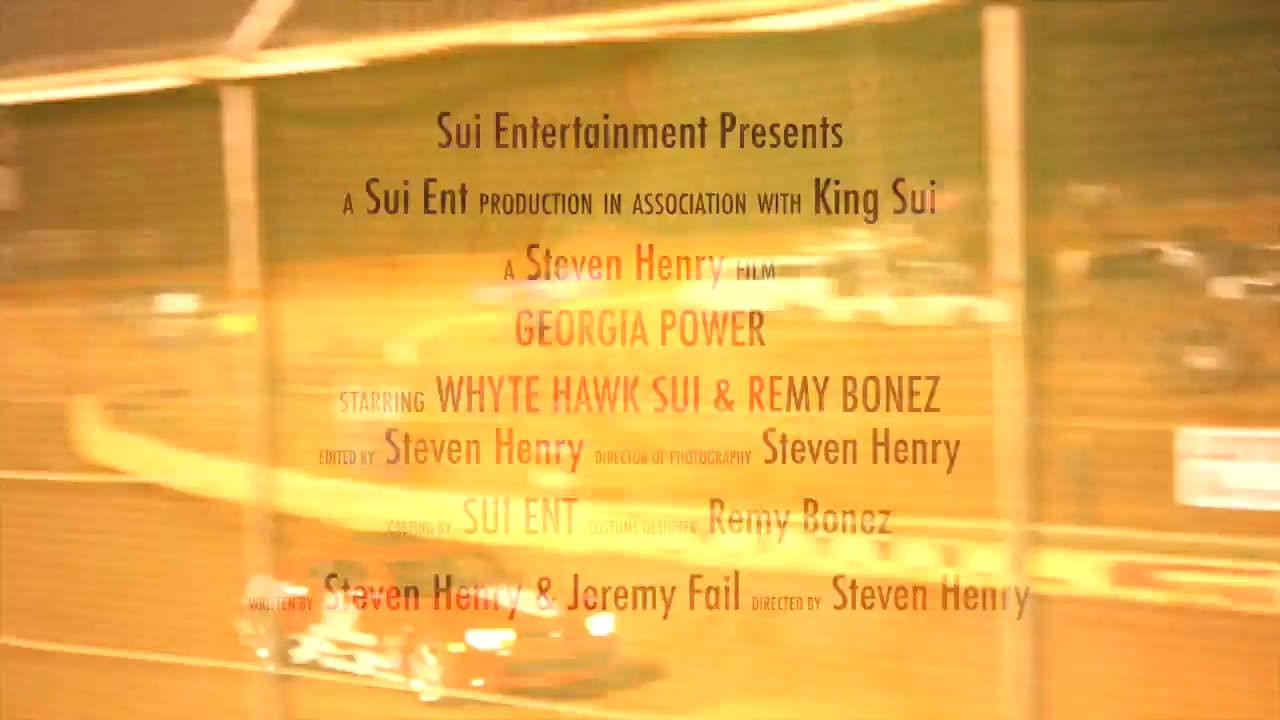 Sui Entertainment Presents
A Sui Ent PRODUCTION IN ASSOCIATION WITH King Sui
A Steven Henry FILM
GEORGIA POWER
STARRING WHYTE HAWK SUI & REMY BONEZ
EDITED BY Steven Henry DIRECTOR OF PHOTOGRAPHY Steven Henry
CASTING BY SUI ENT COSTUME DESIGNER Remy Bonez
WRITTEN BY Steven Henry & Jeremy Fail DIRECTED BY Steven Henry